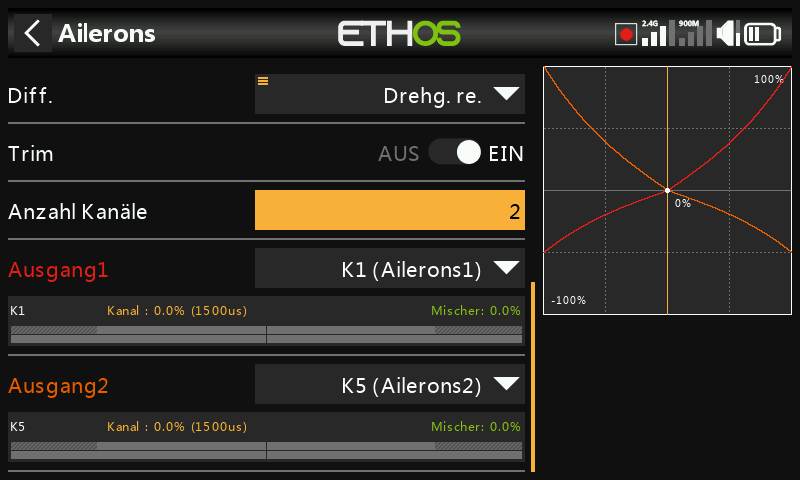 Ailerons
ETHOS
2.4G
900M
Diff.
Drehg. re.
Trim
AUS
EIN
Anzahl Kanäle
2
Ausgang1
K1 (Ailerons1)
K1
Kanal : 0.0% (1500us)
Mischer: 0.0%
Ausgang2
K5 (Ailerons2)
K5
Kanal : 0.0% (1500us)
Mischer: 0.0%
100%
0%
-100%